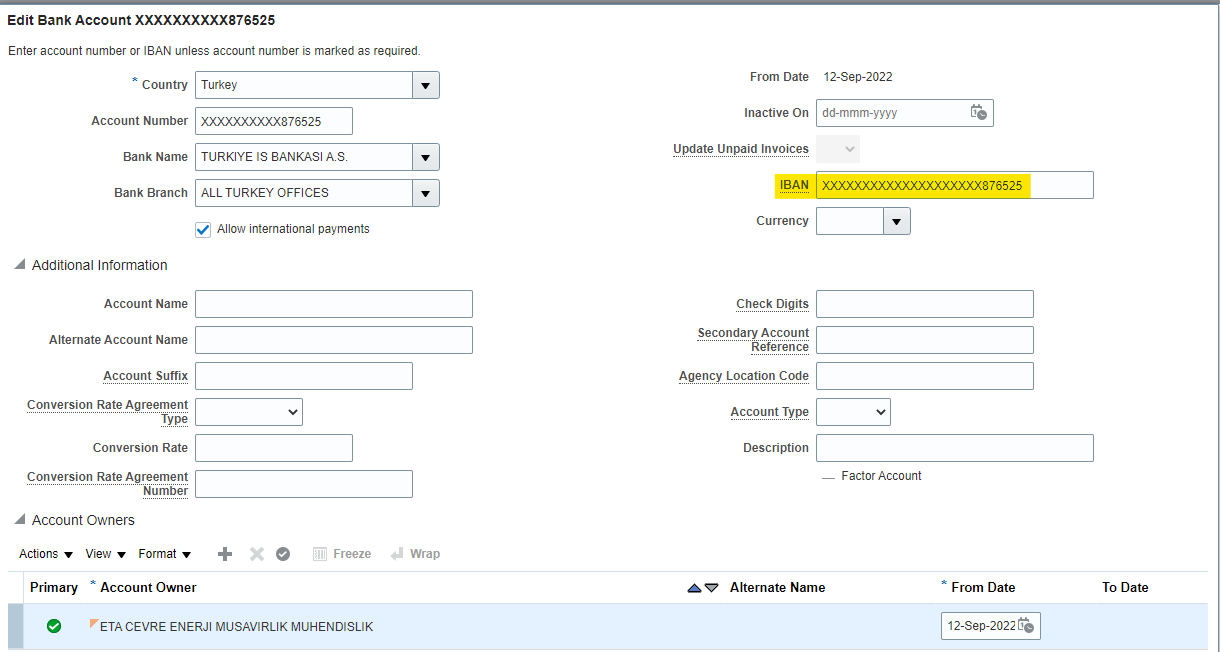 Edit Bank Account XXXXXXXXXX876525
Enter account number or IBAN unless account number is marked as required.
* Country Turkey
Account Number XXXXXXXXXX876525
Bank Name TURKIYE IS BANKASI A.S.
Bank Branch ALL TURKEY OFFICES
Allow international payments
From Date 12-Sep-2022
Inactive On dd-mmm-yyyy
Update Unpaid Invoices
IBAN XXXXXXXXXXXXXXXXXXXX876525
Currency
Additional Information
Account Name
Alternate Account Name
Account Suffix
Conversion Rate Agreement
Type
Conversion Rate
Conversion Rate Agreement
Number
Check Digits
Secondary Account
Reference
Agency Location Code
Account Type
Description
Factor Account
Account Owners
Actions View Format Freeze Wrap
Primary * Account Owner Alternate Name * From Date To Date
ETA CEVRE ENERJI MUSAVIRLIK MUHENDISLIK 12-Sep-2022